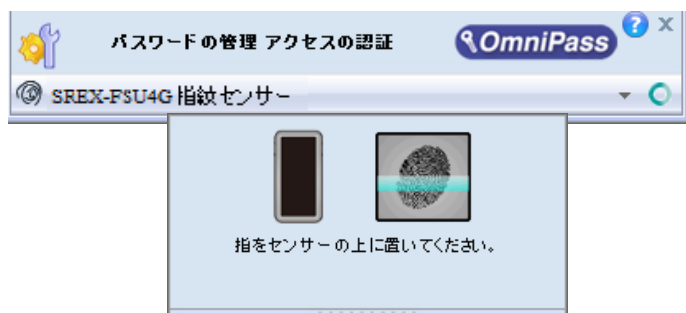 パスワードの管理 アクセスの認証
OmniPass
?
x
SREX-FSU4G 指紋センサー
指をセンサーの上に置いてください。